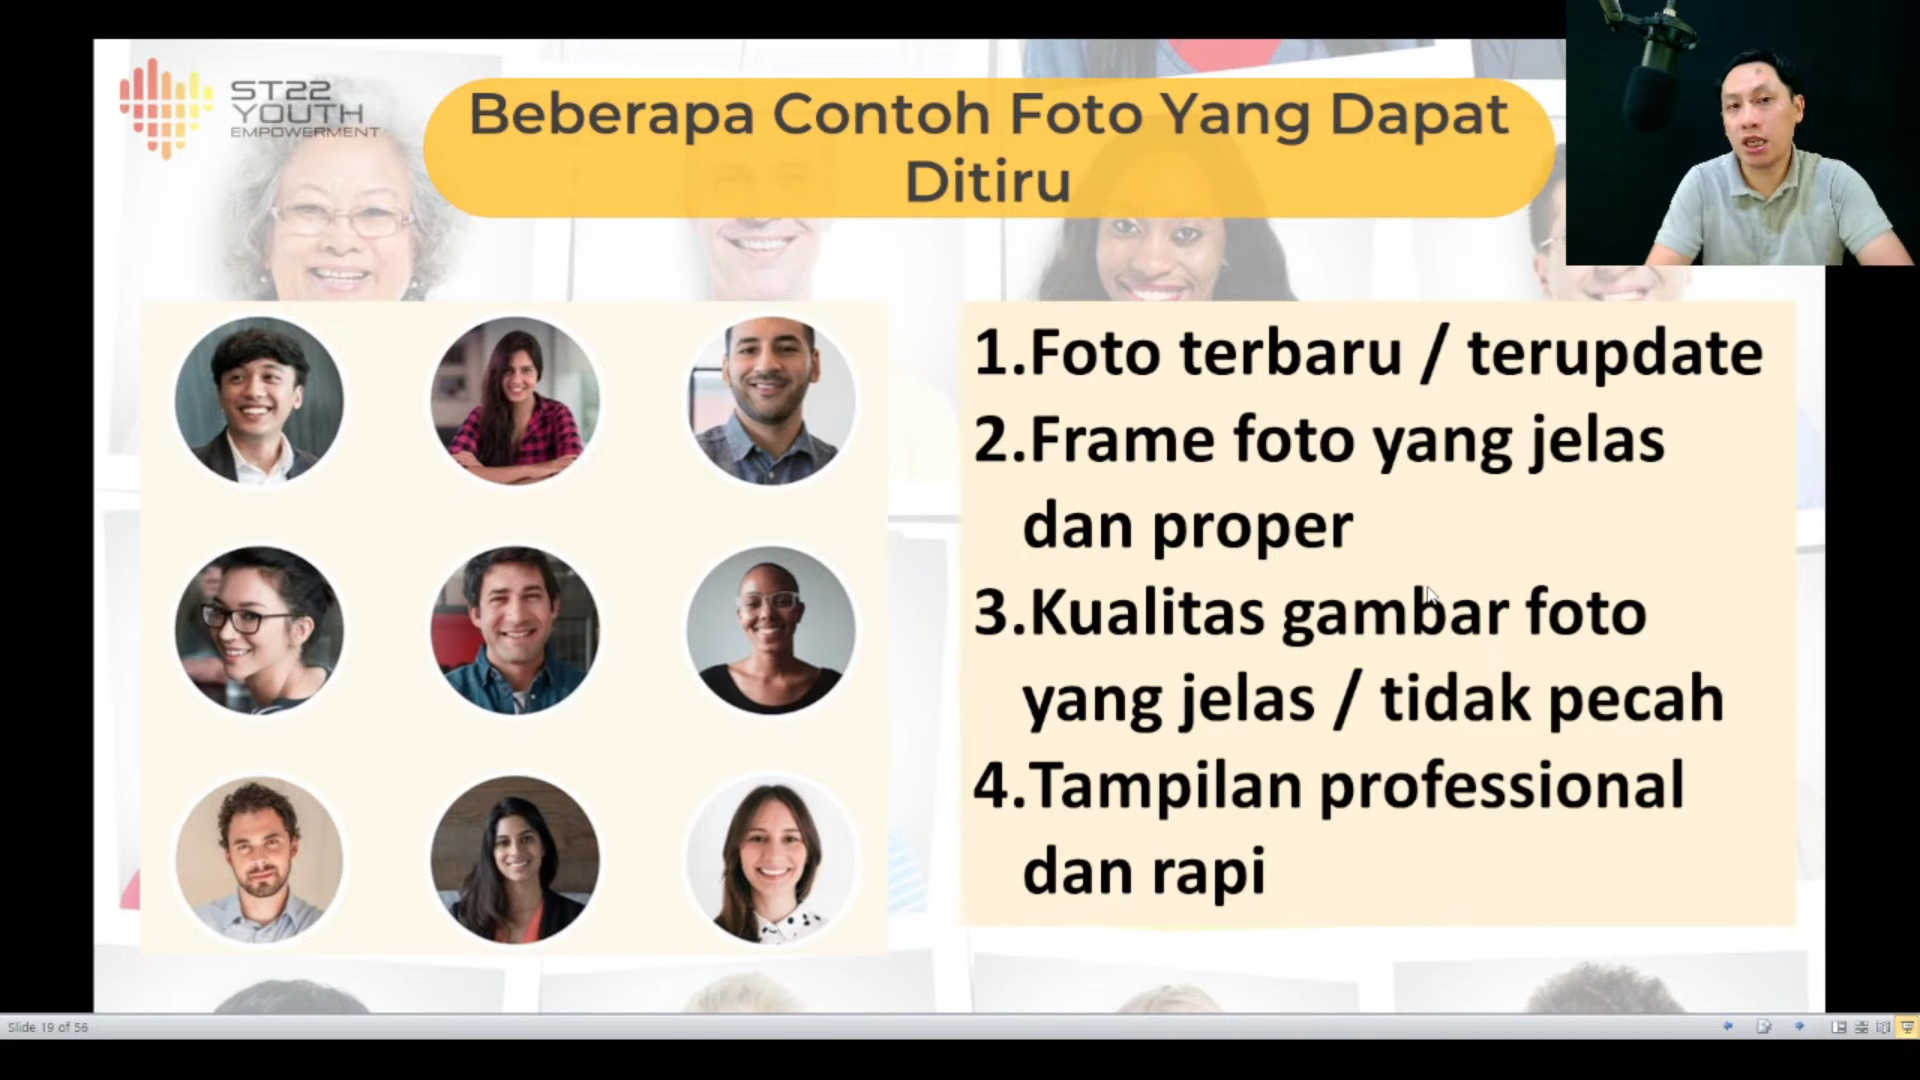 ST22
YOUTH
EMPOWERMENT
Beberapa Contoh Foto Yang Dapat
Ditiru
1.Foto terbaru / terupdate
2.Frame foto yang jelas
dan proper
3.Kualitas gambar foto
yang jelas / tidak pecah
4.Tampilan professional
dan rapi
Slide 19 of 56